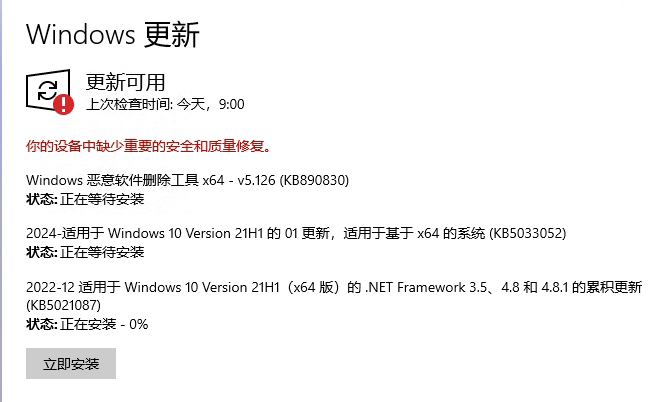 Windows 更新
更新可用
上次检查时间: 今天，9:00
你的设备中缺少重要的安全和质量修复。
Windows 恶意软件删除工具 x64 - v5.126 (KB890830)
状态: 正在等待安装
2024-适用于 Windows 10 Version 21H1 的 01 更新，适用于基于 x64 的系统 (KB5033052)
状态: 正在等待安装
2022-12 适用于 Windows 10 Version 21H1（x64 版）的 .NET Framework 3.5、4.8 和 4.8.1 的累积更新
(KB5021087)
状态: 正在安装 - 0%
立即安装